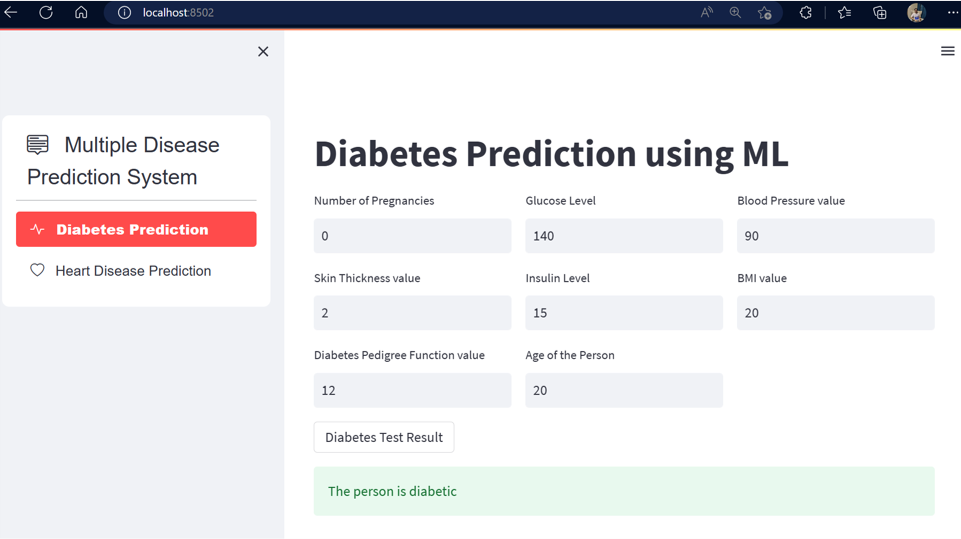 localhost:8502
Multiple Disease
Prediction System
Diabetes Prediction
Heart Disease Prediction
Diabetes Prediction using ML
Number of Pregnancies
Glucose Level
Blood Pressure value
0
140
90
Skin Thickness value
Insulin Level
BMI value
2
15
20
Diabetes Pedigree Function value
Age of the Person
12
20
Diabetes Test Result
The person is diabetic